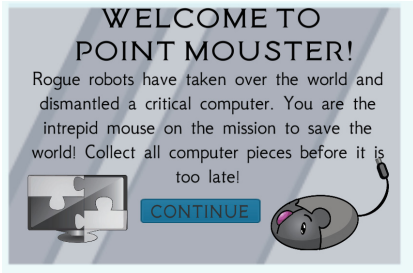 WELCOME TO
POINT MOUSTER!
Rogue robots have taken over the world and
dismantled a critical computer. You are the
intrepid mouse on the mission to save the
world! Collect all computer pieces before it is
too late!
CONTINUE